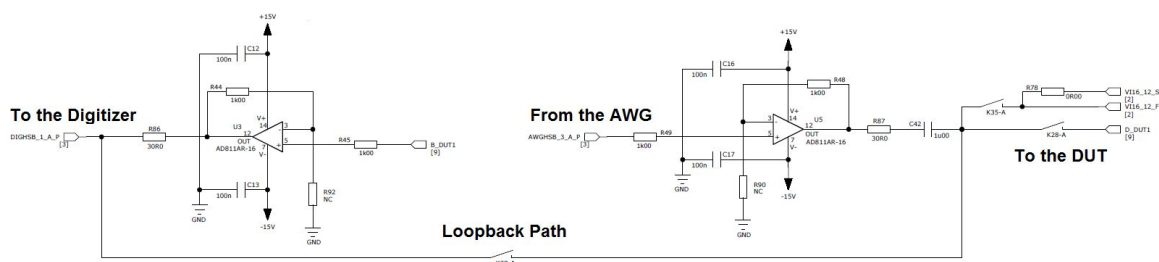 +15V
C12
100n
R44
1k00
To the Digitizer
DIGHSB_1_A_P
[3]
R86
30R0
U3
V+
14
12
OUT
7
V-
3
-
5
+
AD811AR-16
R45
1k00
B_DUT1
[9]
C13
100n
GND
-15V
R92
NC
GND
+15V
C16
100n
R48
1k00
From the AWG
AWGHSB_3_A_P
[3]
R49
1k00
GND
C17
100n
3
-
5
+
V+
14
U5
12
OUT
7
V-
AD811AR-16
R90
NC
GND
-15V
R87
30R0
C42
1u00
K35-A
R78
0R00
VI16_12_S
[2]
VI16_12_F
[2]
K28-A
D_DUT1
[9]
To the DUT
Loopback Path